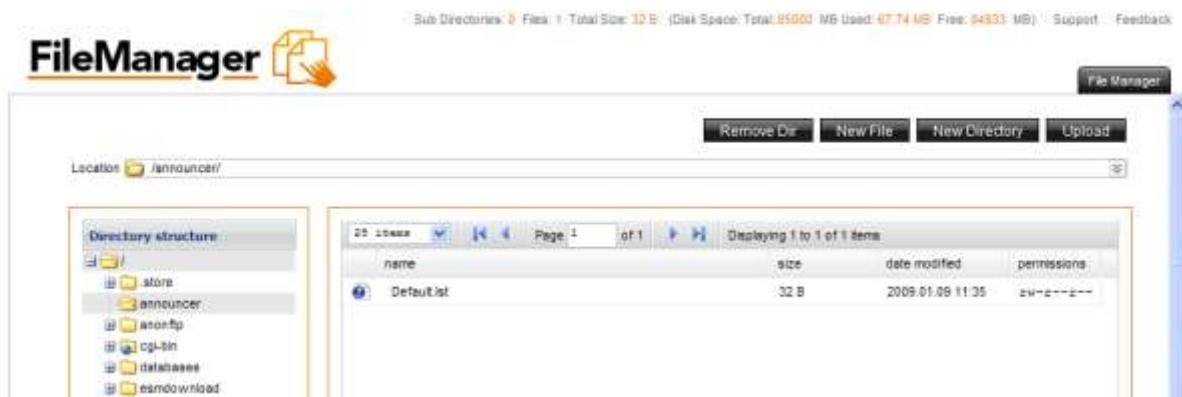 Sub Directories: 0 Files: 1 Total Size: 32 B (Disk Space: Total: 85000 MB Used: 67.74 MB Free: 84933 MB) Support Feedback
FileManager
File Manager
Remove Dir New File New Directory Upload
Location /announcer/
Directory structure
25 items Page 1 of 1 Displaying 1 to 1 of 1 items
/
name size date modified permissions
.store
Default.lst 32 B 2009.01.09 11:35 rw-r--r--
announcer
anonftp
cgi-bin
databases
esmdownload